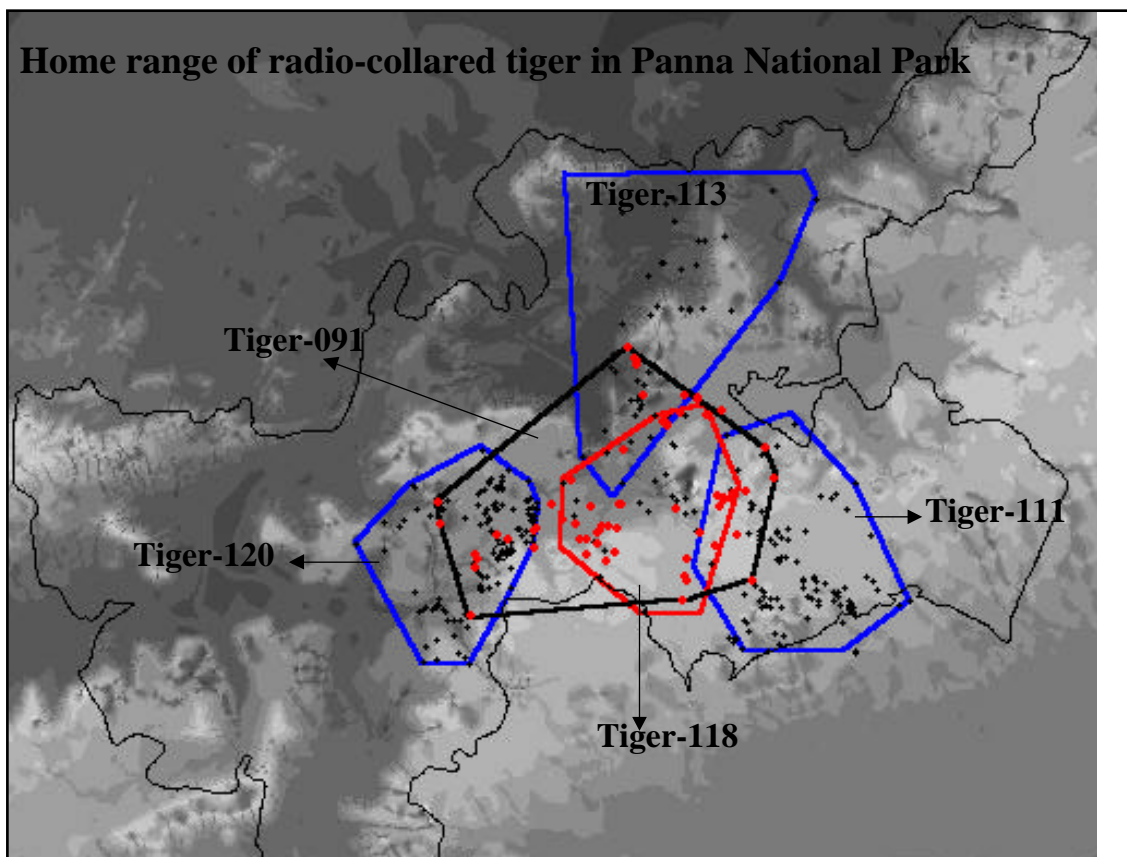 Home range of radio-collared tiger in Panna National Park
Tiger-113
Tiger-091
Tiger-111
Tiger-120
Tiger-118